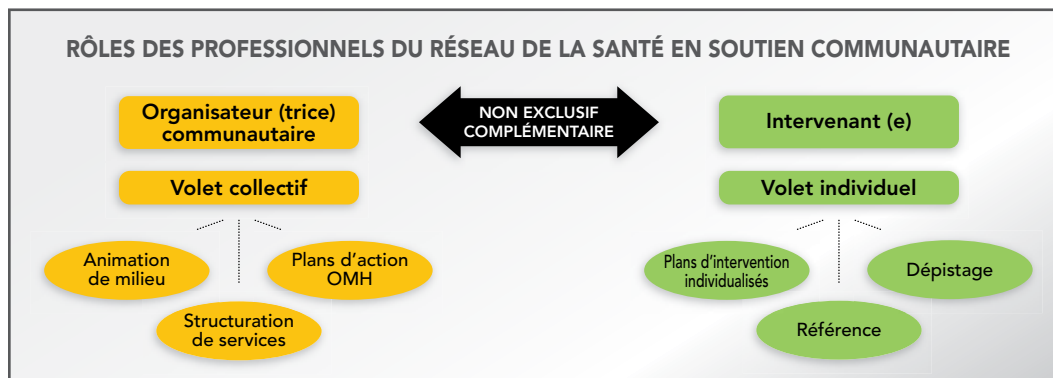 RÔLES DES PROFESSIONNELS DU RÉSEAU DE LA SANTÉ EN SOUTIEN COMMUNAUTAIRE
Organisateur (trice)
communautaire
NON EXCLUSIF
COMPLÉMENTAIRE
Intervenant (e)
Volet collectif
Volet individuel
Animation
de milieu
Plans d'action
OMH
Structuration
de services
Plans d'intervention
individualisés
Dépistage
Référence